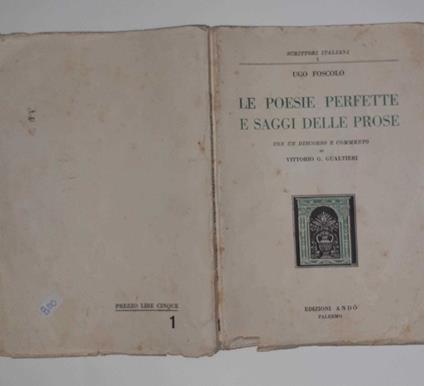 SCRITTORI ITALIANI
1
UGO FOSCOLO
LE POESIE PERFETTE
E SAGGI DELLE PROSE
CON UN DISCORSO E COMMENTO
DI
VITTORIO G. GUALTIERI
EDIZIONI ANDÒ
PALERMO
PREZZO LIRE CINQUE
1
800